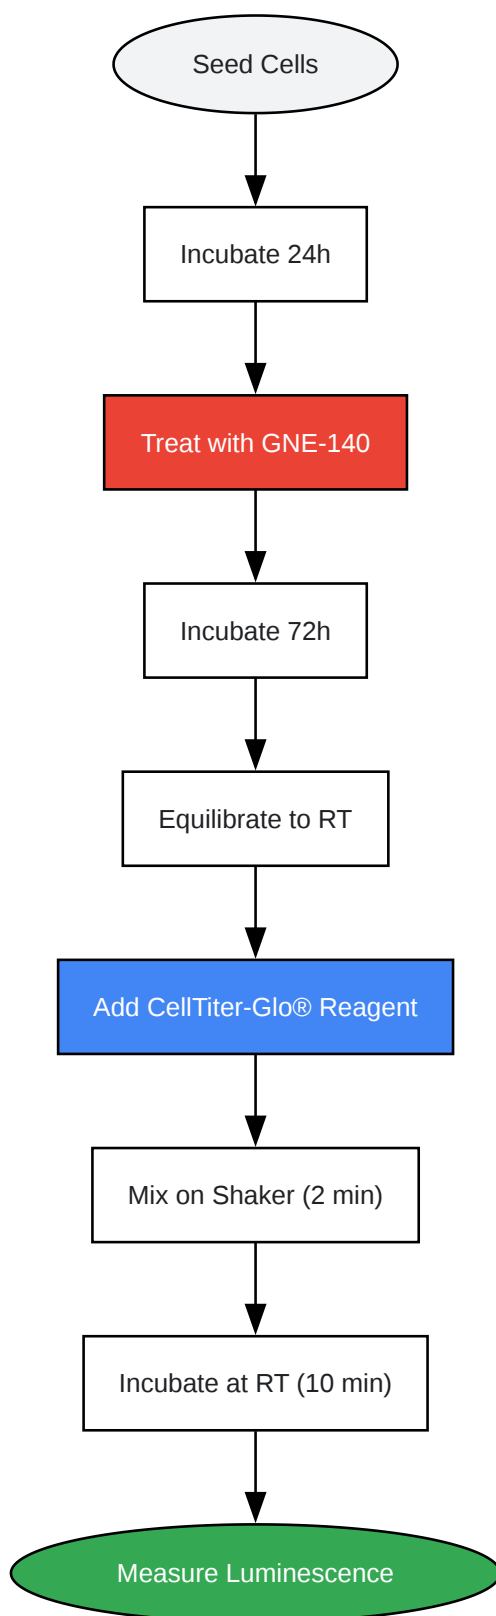 Seed Cells
Incubate 24h
Treat with GNE-140
Incubate 72h
Equilibrate to RT
Add CellTiter-Glo® Reagent
Mix on Shaker (2 min)
Incubate at RT (10 min)
Measure Luminescence